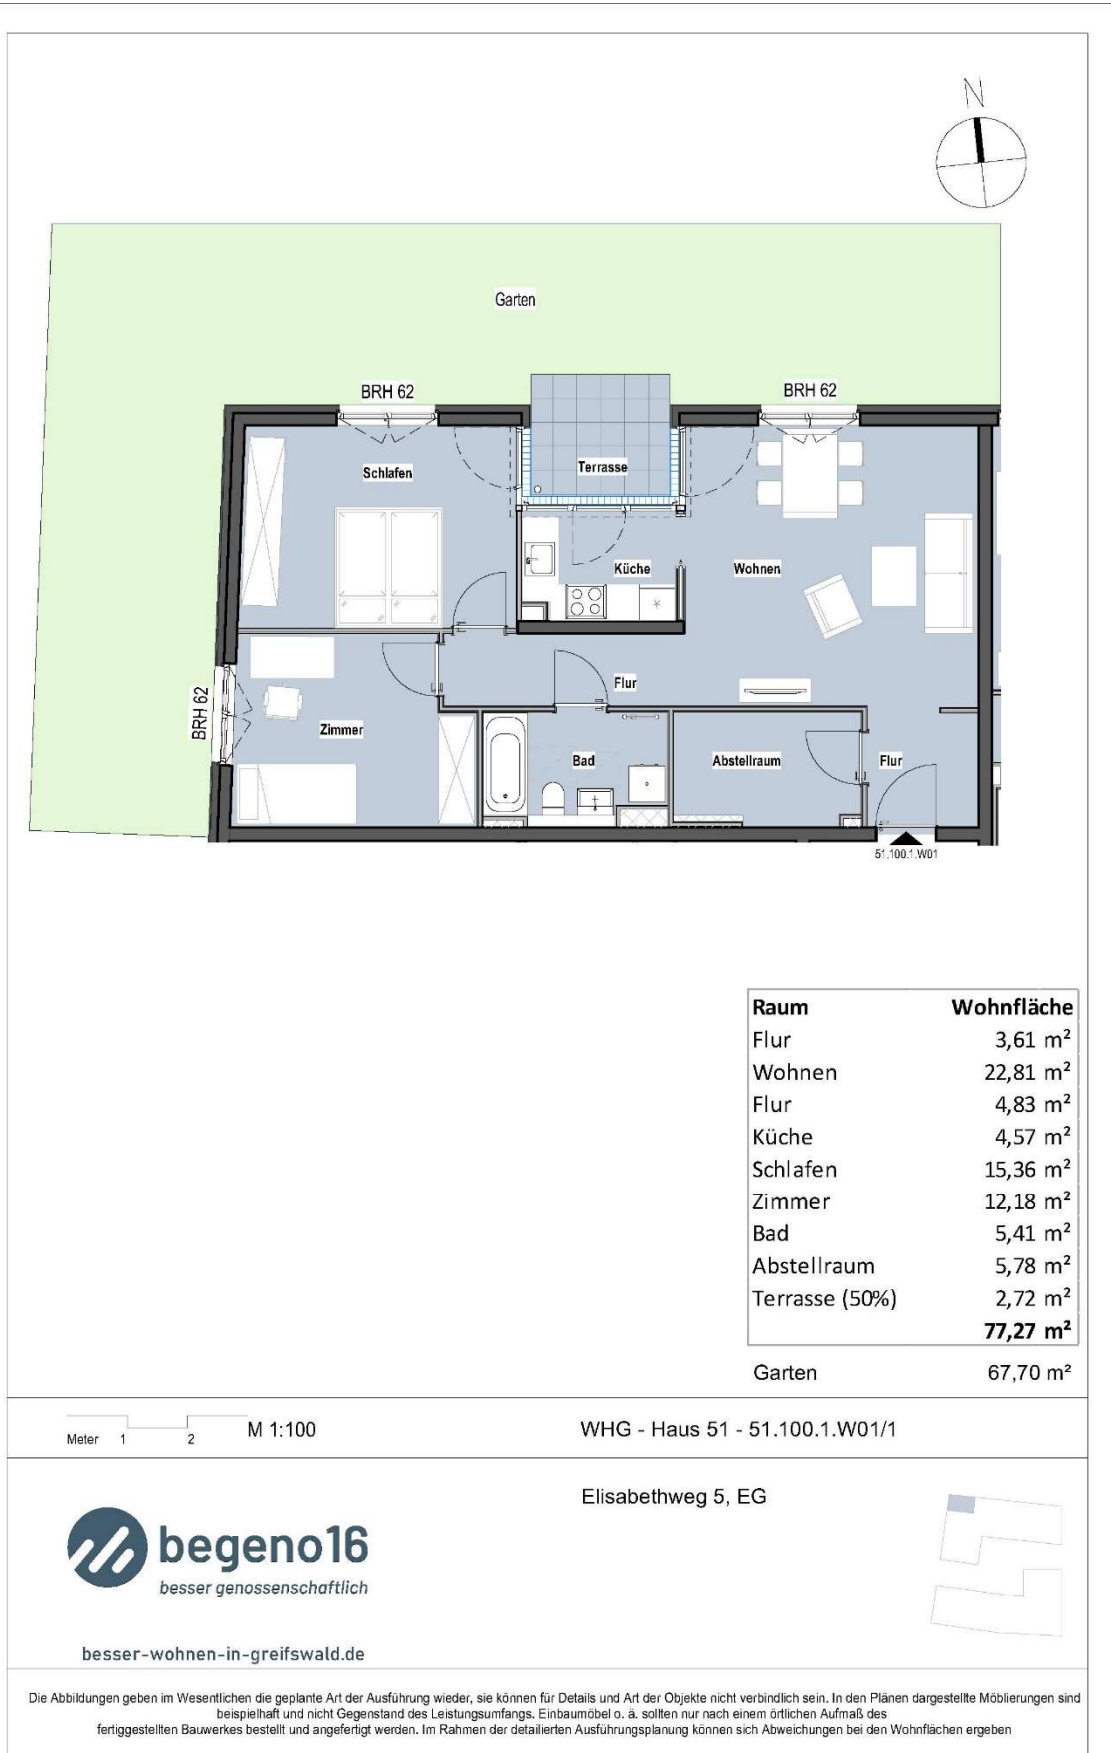 N
Garten
BRH 62
BRH 62
Terrasse
Schlafen
Küche
Wohnen
Flur
BRH 62
Zimmer
Bad
Abstellraum
Flur
51.100.1.W01
Raum Wohnfläche
Flur 3,61 m²
Wohnen 22,81 m²
Flur 4,83 m²
Küche 4,57 m²
Schlafen 15,36 m²
Zimmer 12,18 m²
Bad 5,41 m²
Abstellraum 5,78 m²
Terrasse (50%) 2,72 m²
77,27 m²
Garten 67,70 m²
Meter 1 2 M 1:100
WHG - Haus 51 - 51.100.1.W01/1
Elisabethweg 5, EG
begeno16
besser genossenschaftlich
besser-wohnen-in-greifswald.de
Die Abbildungen geben im Wesentlichen die geplante Art der Ausführung wieder, sie können für Details und Art der Objekte nicht verbindlich sein. In den Plänen dargestellte Möblierungen sind
beispielhaft und nicht Gegenstand des Leistungsumfangs. Einbaumöbel o. ä. sollten nur nach einem örtlichen Aufmaß des
fertiggestellten Bauwerkes bestellt und angefertigt werden. Im Rahmen der detailierten Ausführungsplanung können sich Abweichungen bei den Wohnflächen ergeben